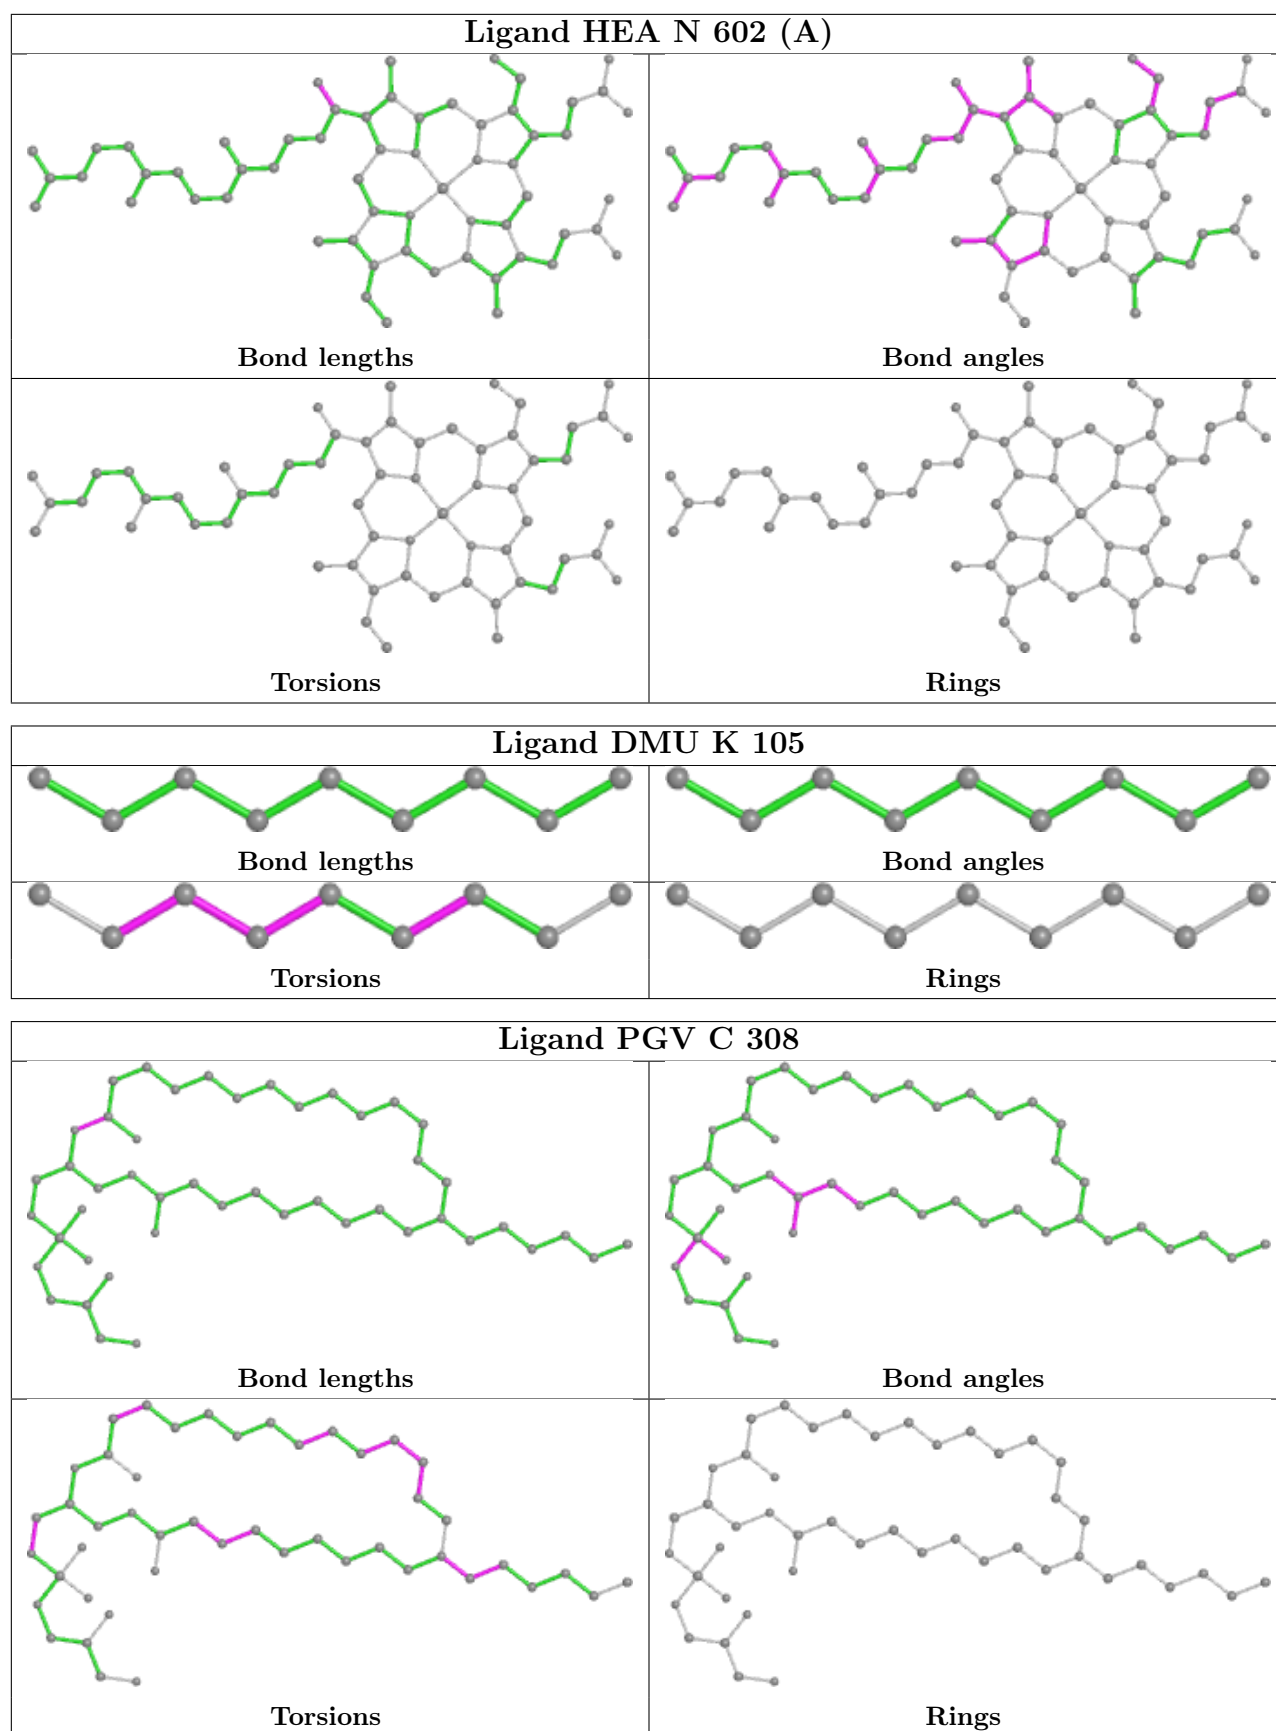 Ligand HEA N 602 (A)
Bond lengths
Bond angles
Torsions
Rings
Ligand DMU K 105
Bond lengths
Bond angles
Torsions
Rings
Ligand PGV C 308
Bond lengths
Bond angles
Torsions
Rings